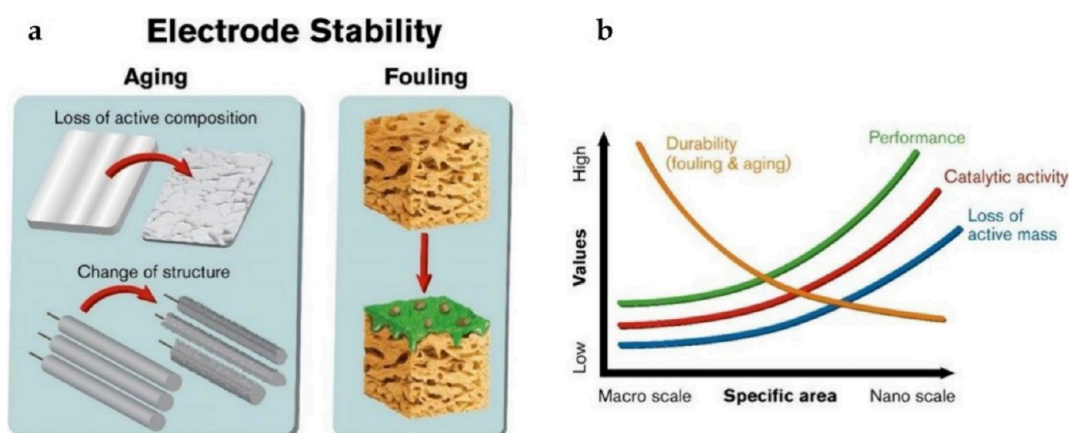 a
Electrode Stability
Aging
Loss of active composition
Change of structure
Fouling
b
Values
High
Low
Durability
(fouling & aging)
Performance
Catalytic activity
Loss of
active mass
Macro scale
Specific area
Nano scale